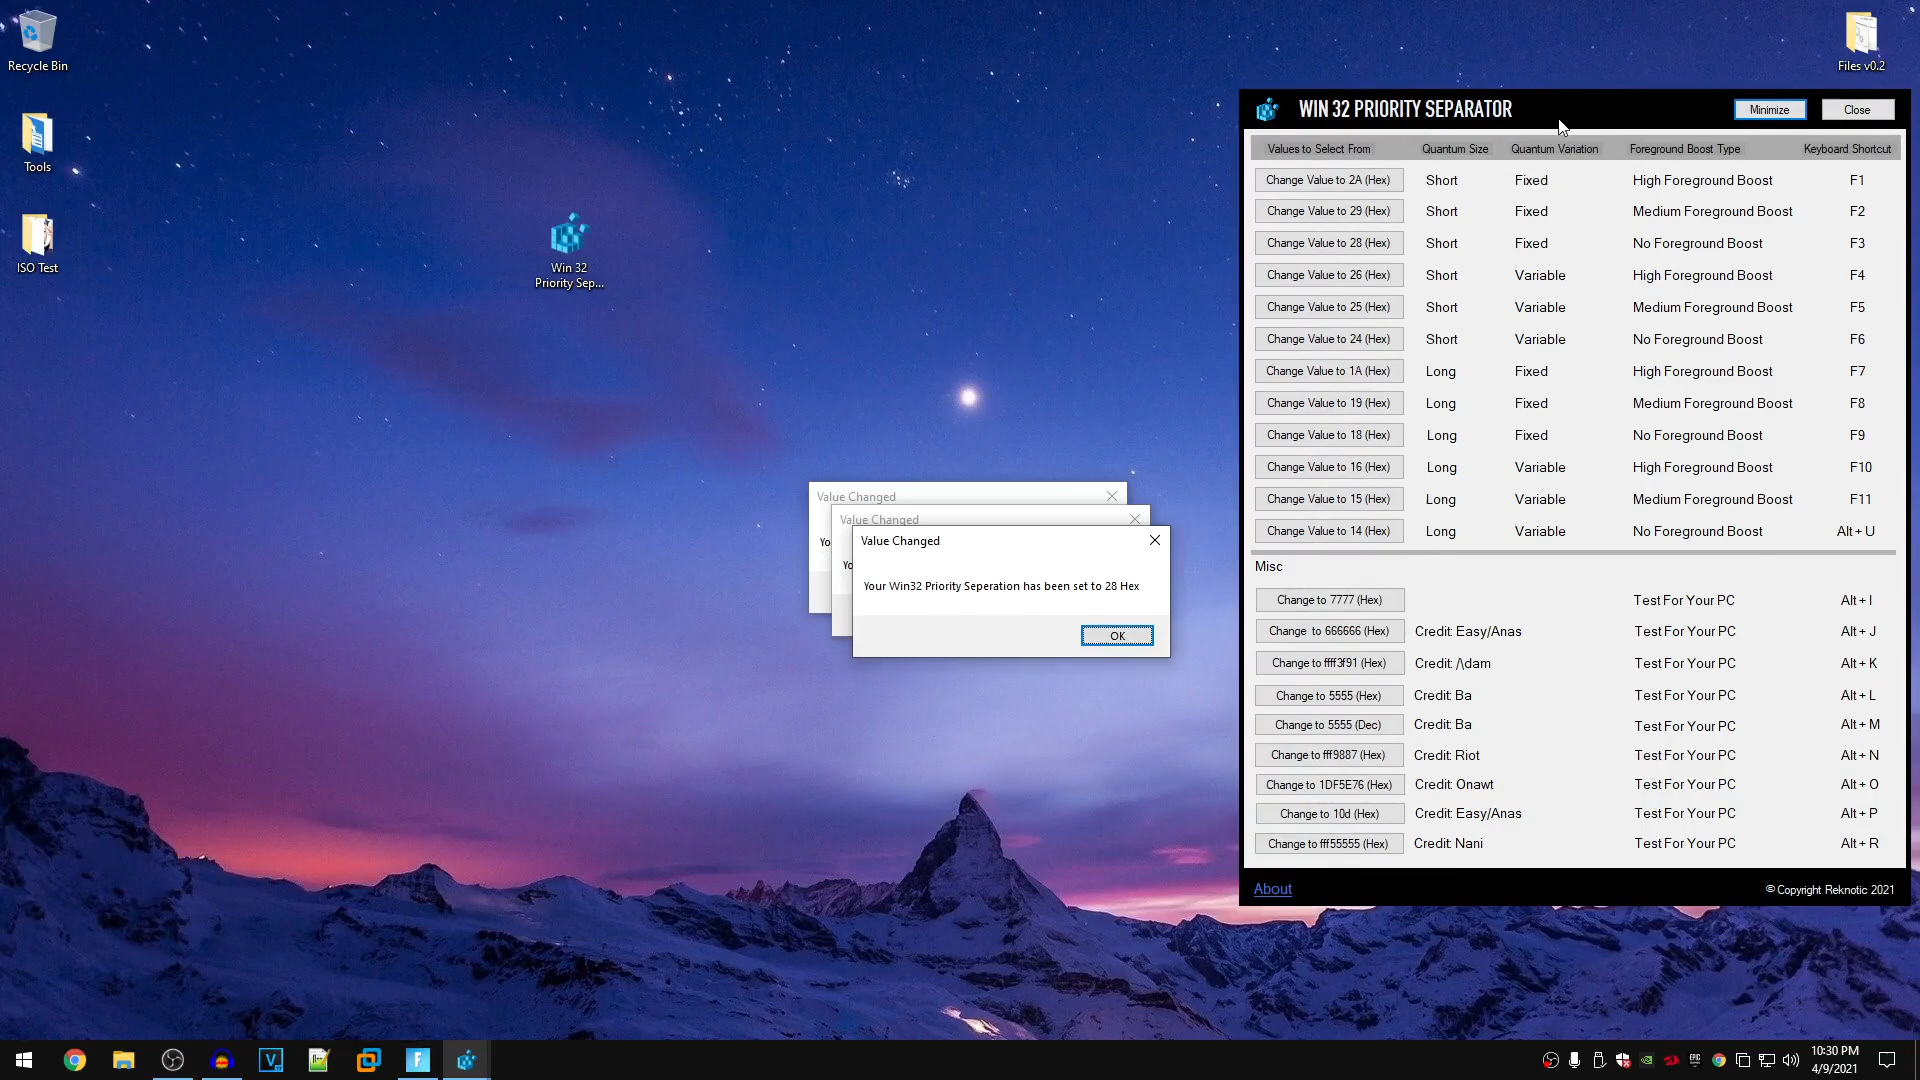 Recycle Bin
Tools
ISO Test
Win 32
Priority Sep...
Files v0.2
Value Changed
Yo
Value Changed
Yo
Value Changed
Your Win32 Priority Seperation has been set to 28 Hex
OK
WIN 32 PRIORITY SEPARATOR
Minimize
Close
Values to Select From Quantum Size Quantum Variation Foreground Boost Type Keyboard Shortcut
Change Value to 2A (Hex) Short Fixed High Foreground Boost F1
Change Value to 29 (Hex) Short Fixed Medium Foreground Boost F2
Change Value to 28 (Hex) Short Fixed No Foreground Boost F3
Change Value to 26 (Hex) Short Variable High Foreground Boost F4
Change Value to 25 (Hex) Short Variable Medium Foreground Boost F5
Change Value to 24 (Hex) Short Variable No Foreground Boost F6
Change Value to 1A (Hex) Long Fixed High Foreground Boost F7
Change Value to 19 (Hex) Long Fixed Medium Foreground Boost F8
Change Value to 18 (Hex) Long Fixed No Foreground Boost F9
Change Value to 16 (Hex) Long Variable High Foreground Boost F10
Change Value to 15 (Hex) Long Variable Medium Foreground Boost F11
Change Value to 14 (Hex) Long Variable No Foreground Boost Alt + U
Misc
Change to 7777 (Hex) Test For Your PC Alt + I
Change to 666666 (Hex) Credit: Easy/Anas Test For Your PC Alt + J
Change to ffff3f91 (Hex) Credit: /\dam Test For Your PC Alt + K
Change to 5555 (Hex) Credit: Ba Test For Your PC Alt + L
Change to 5555 (Dec) Credit: Ba Test For Your PC Alt + M
Change to fff9887 (Hex) Credit: Riot Test For Your PC Alt + N
Change to 1DF5E76 (Hex) Credit: Onawt Test For Your PC Alt + O
Change to 10d (Hex) Credit: Easy/Anas Test For Your PC Alt + P
Change to fff55555 (Hex) Credit: Nani Test For Your PC Alt + R
About
© Copyright Reknotic 2021
10:30 PM
4/9/2021